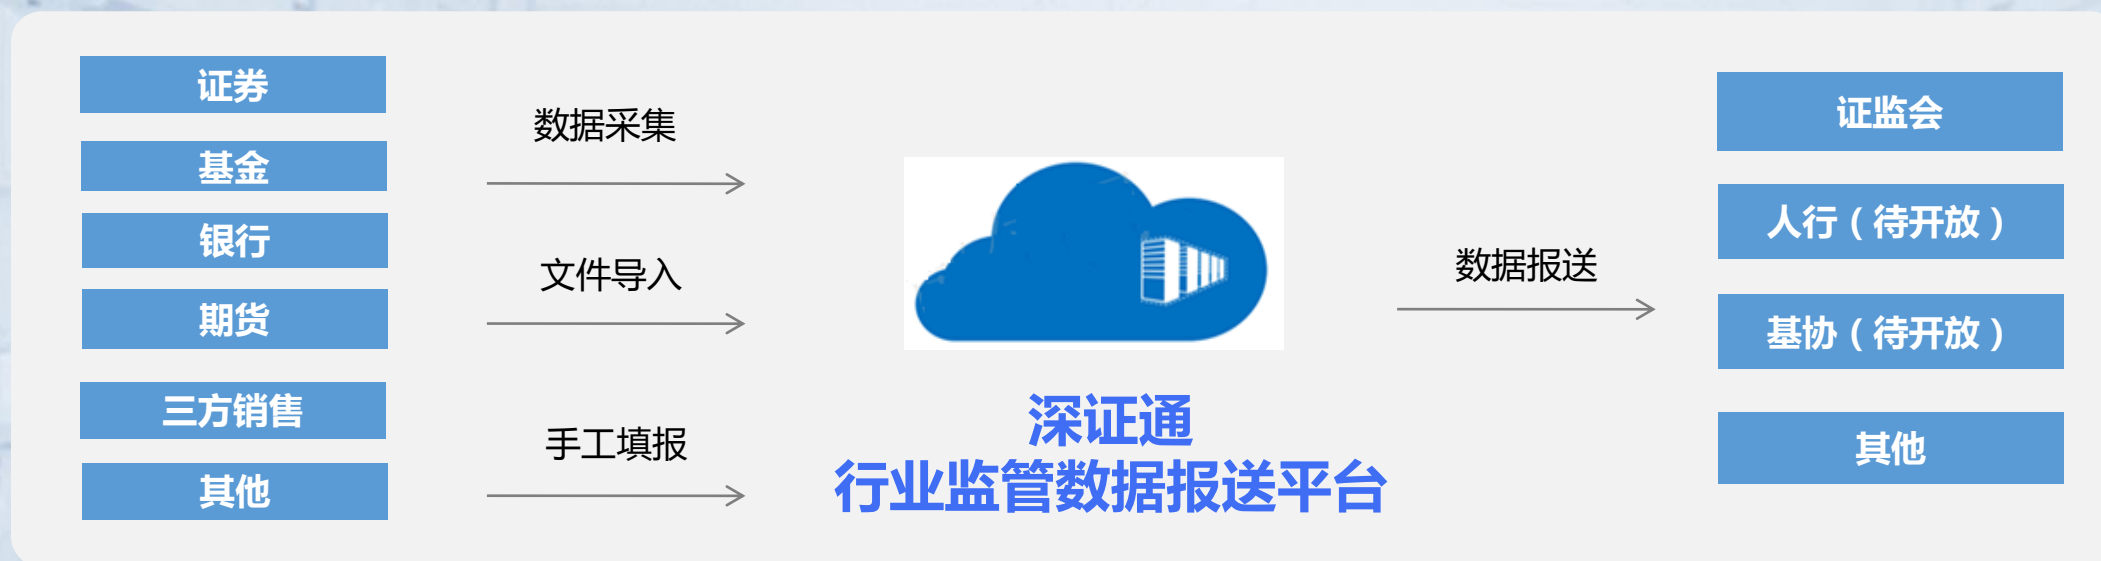 证券
基金
银行
期货
三方销售
其他
数据采集
文件导入
手工填报
深证通
行业监管数据报送平台
数据报送
证监会
人行（待开放）
基协（待开放）
其他